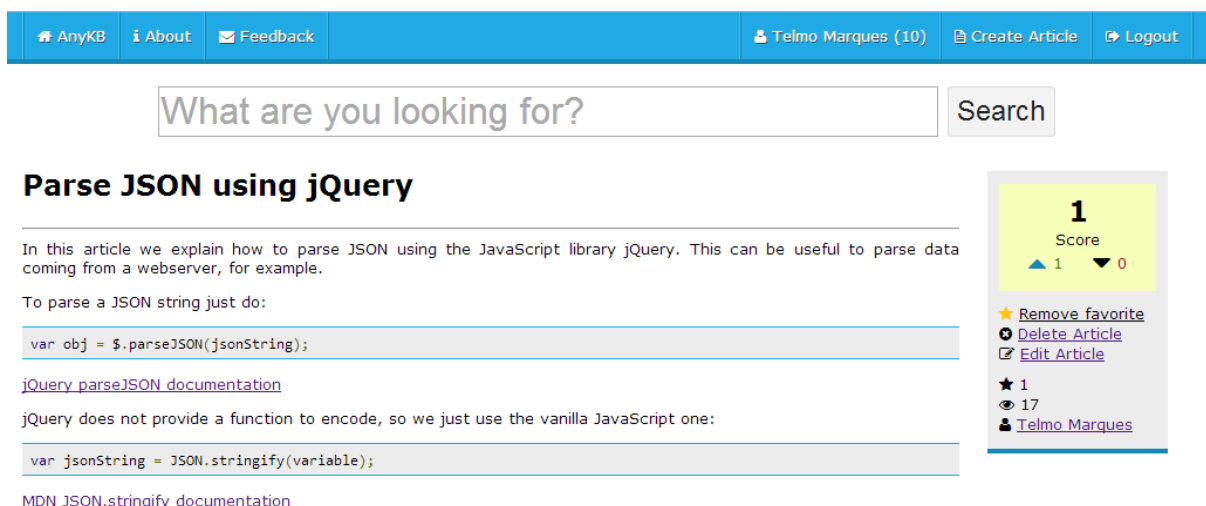 AnyKB About Feedback Telmo Marques (10) Create Article Logout
What are you looking for? Search
Parse JSON using jQuery
In this article we explain how to parse JSON using the JavaScript library jQuery. This can be useful to parse data
coming from a webserver, for example.
To parse a JSON string just do:
var obj = $.parseJSON(jsonString);
jQuery parseJSON documentation
jQuery does not provide a function to encode, so we just use the vanilla JavaScript one:
var jsonString = JSON.stringify(variable);
MDN JSON.stringify documentation
1
Score
1 0
Remove favorite
Delete Article
Edit Article
1
17
Telmo Marques